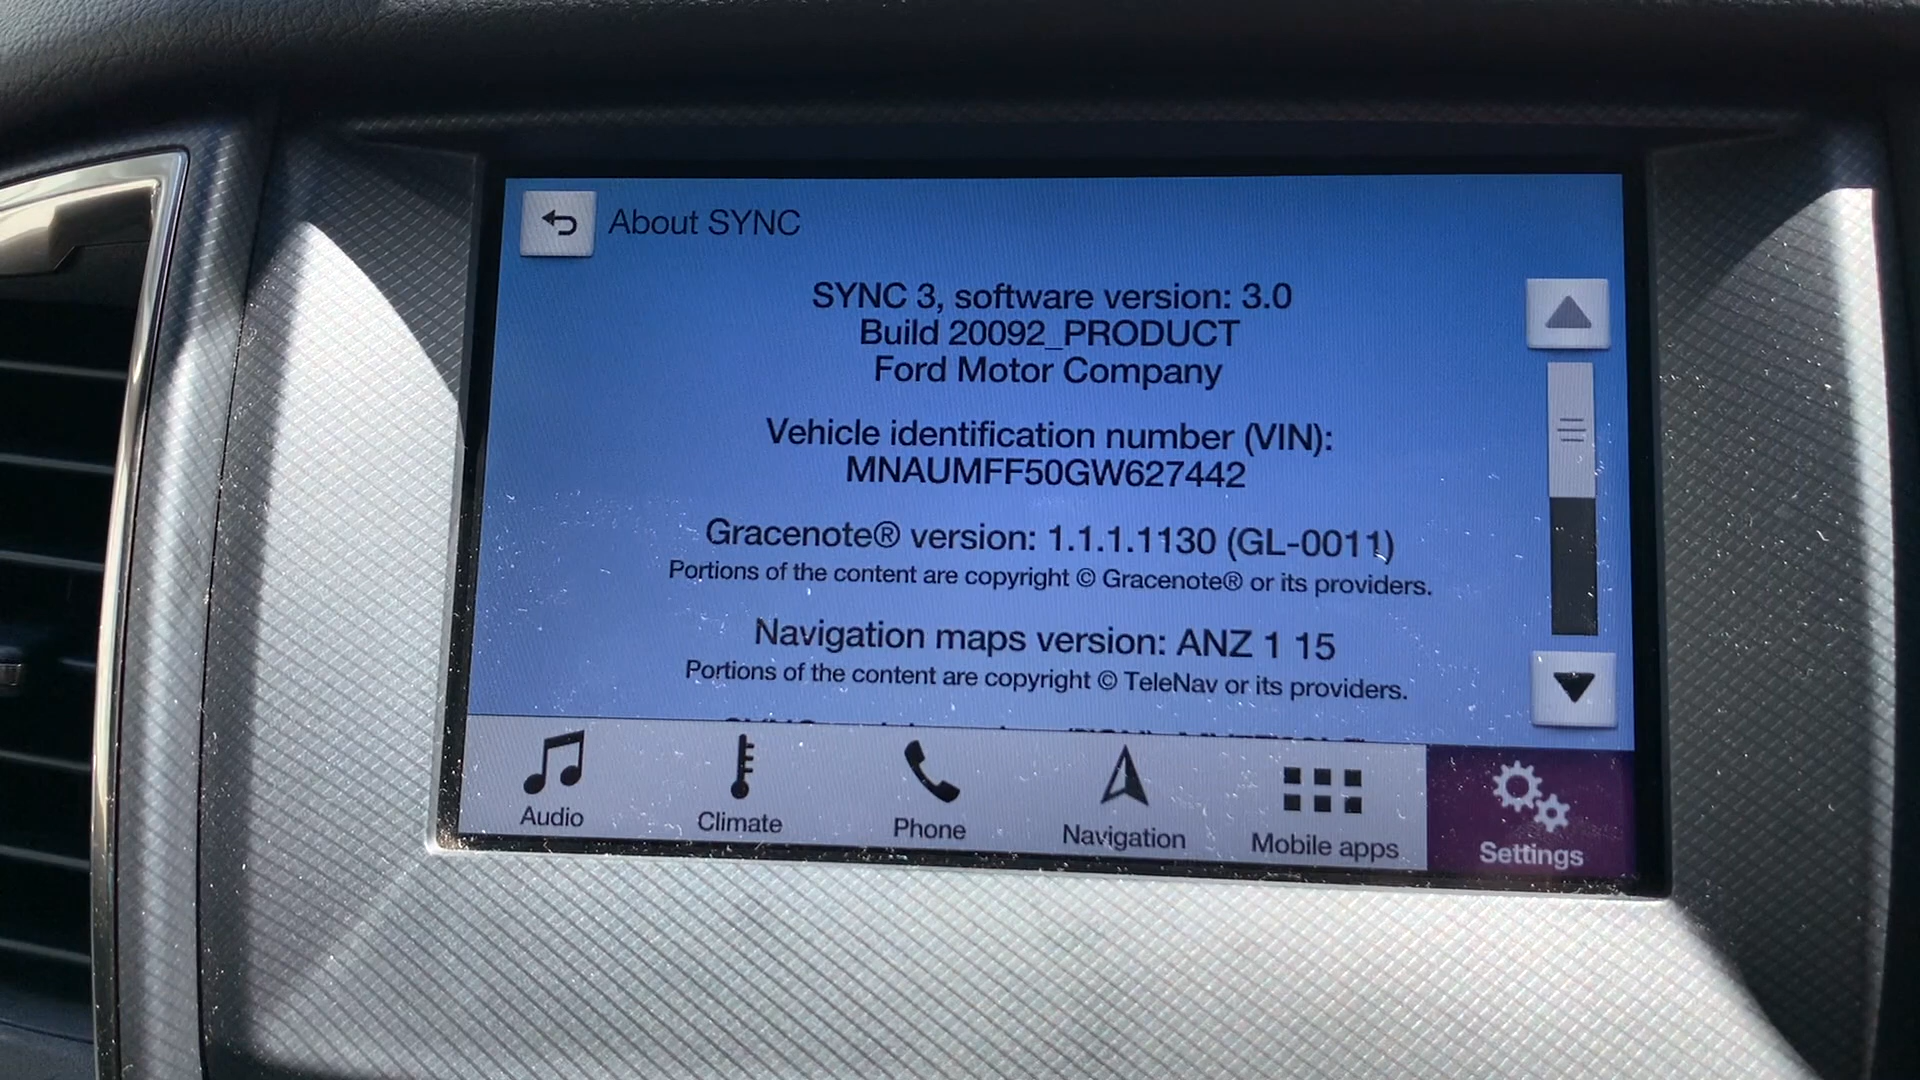 About SYNC
SYNC 3, software version: 3.0
Build 20092_PRODUCT
Ford Motor Company
Vehicle identification number (VIN):
MNAUMFF50GW627442
Gracenote® version: 1.1.1.1130 (GL-0011)
Portions of the content are copyright © Gracenote® or its providers.
Navigation maps version: ANZ 1 15
Portions of the content are copyright © TeleNav or its providers.
Audio
Climate
Phone
Navigation
Mobile apps
Settings